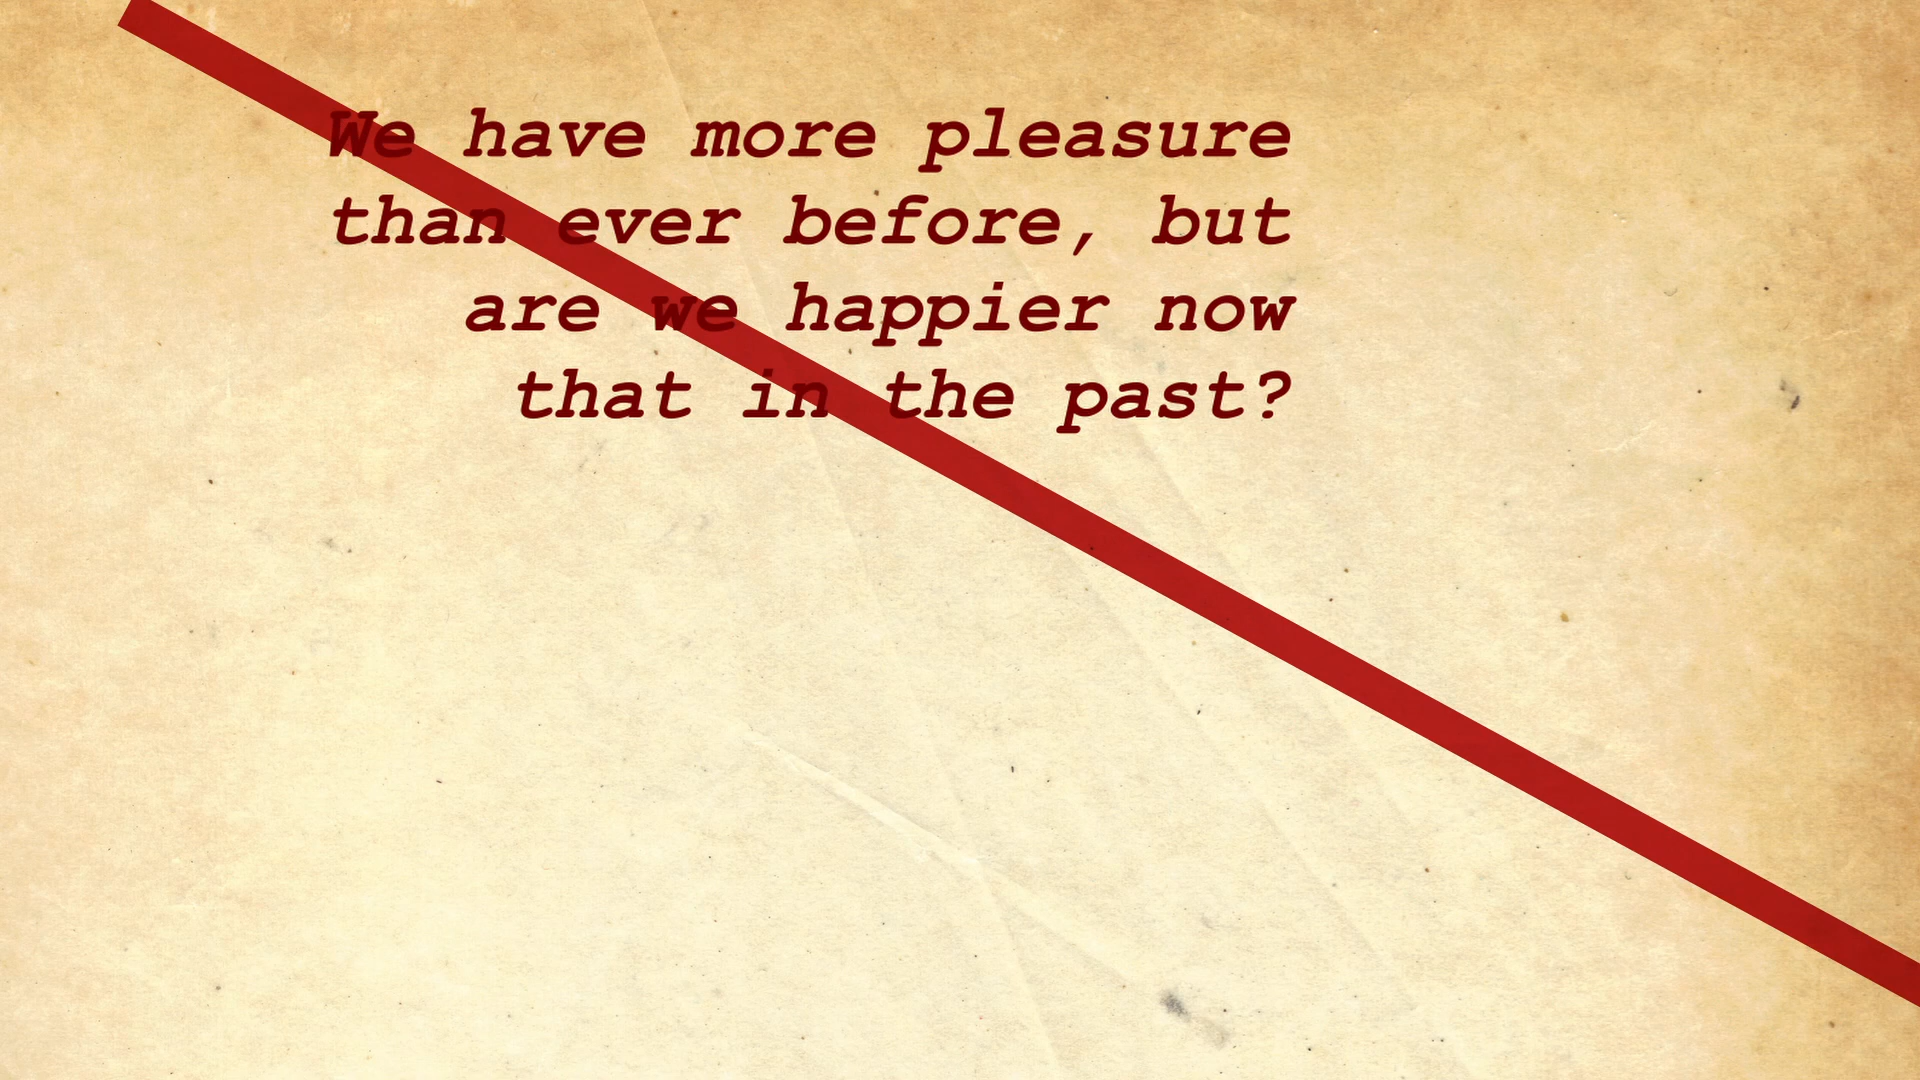 We have more pleasure
than ever before, but
are we happier now
that in the past?